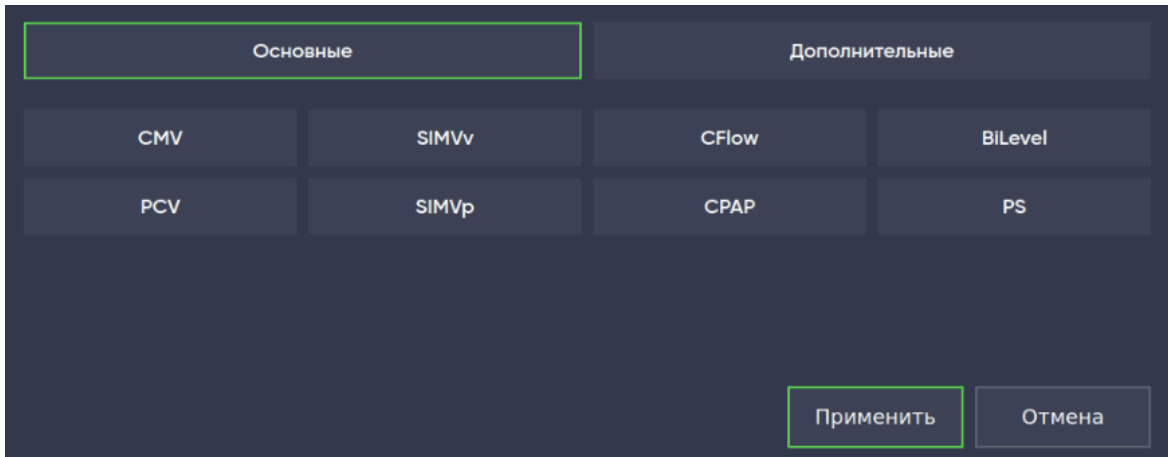 Основные Дополнительные
CMV SIMVv CFlow BiLevel
PCV SIMVp CPAP PS
Применить Отмена